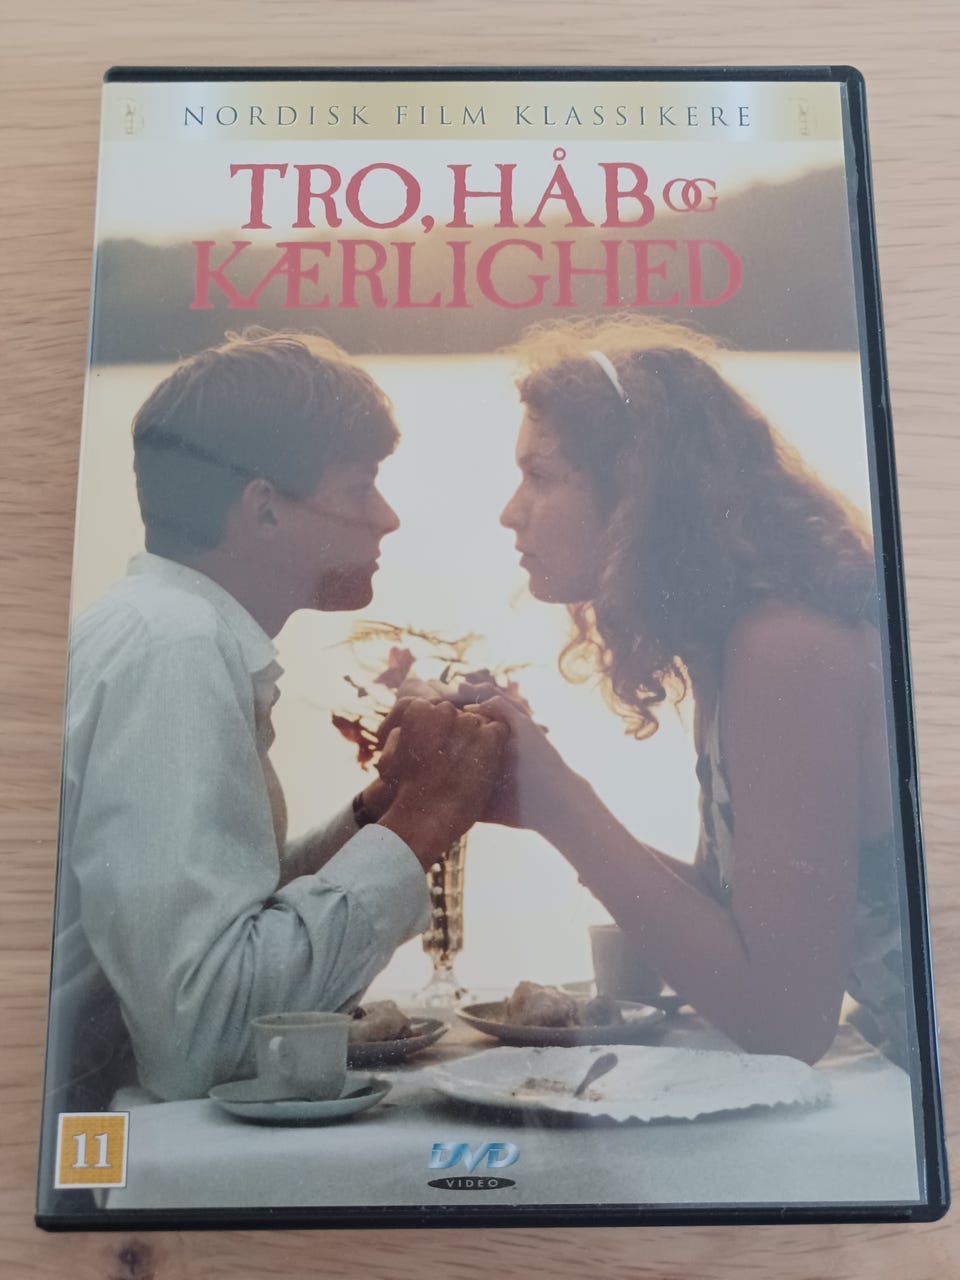 NORDISK FILM KLASSIKERE
TRO, HÅB OG
KÆRLIGHED
11
DVD
VIDEO